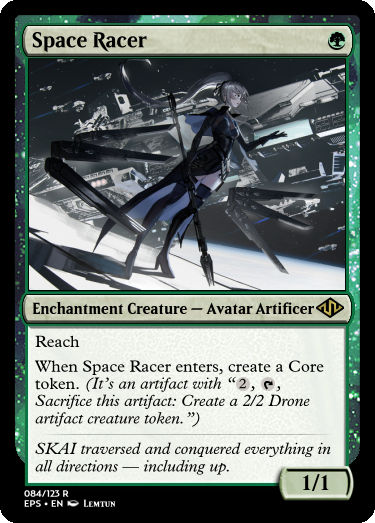 Space Racer
Enchantment Creature — Avatar Artificer
Reach
When Space Racer enters, create a Core
token. (It's an artifact with “2, T,
Sacrifice this artifact: Create a 2/2 Drone
artifact creature token.”)
SKAI traversed and conquered everything in
all directions — including up.
1/1
084/123 R
EPS • EN Lemtun